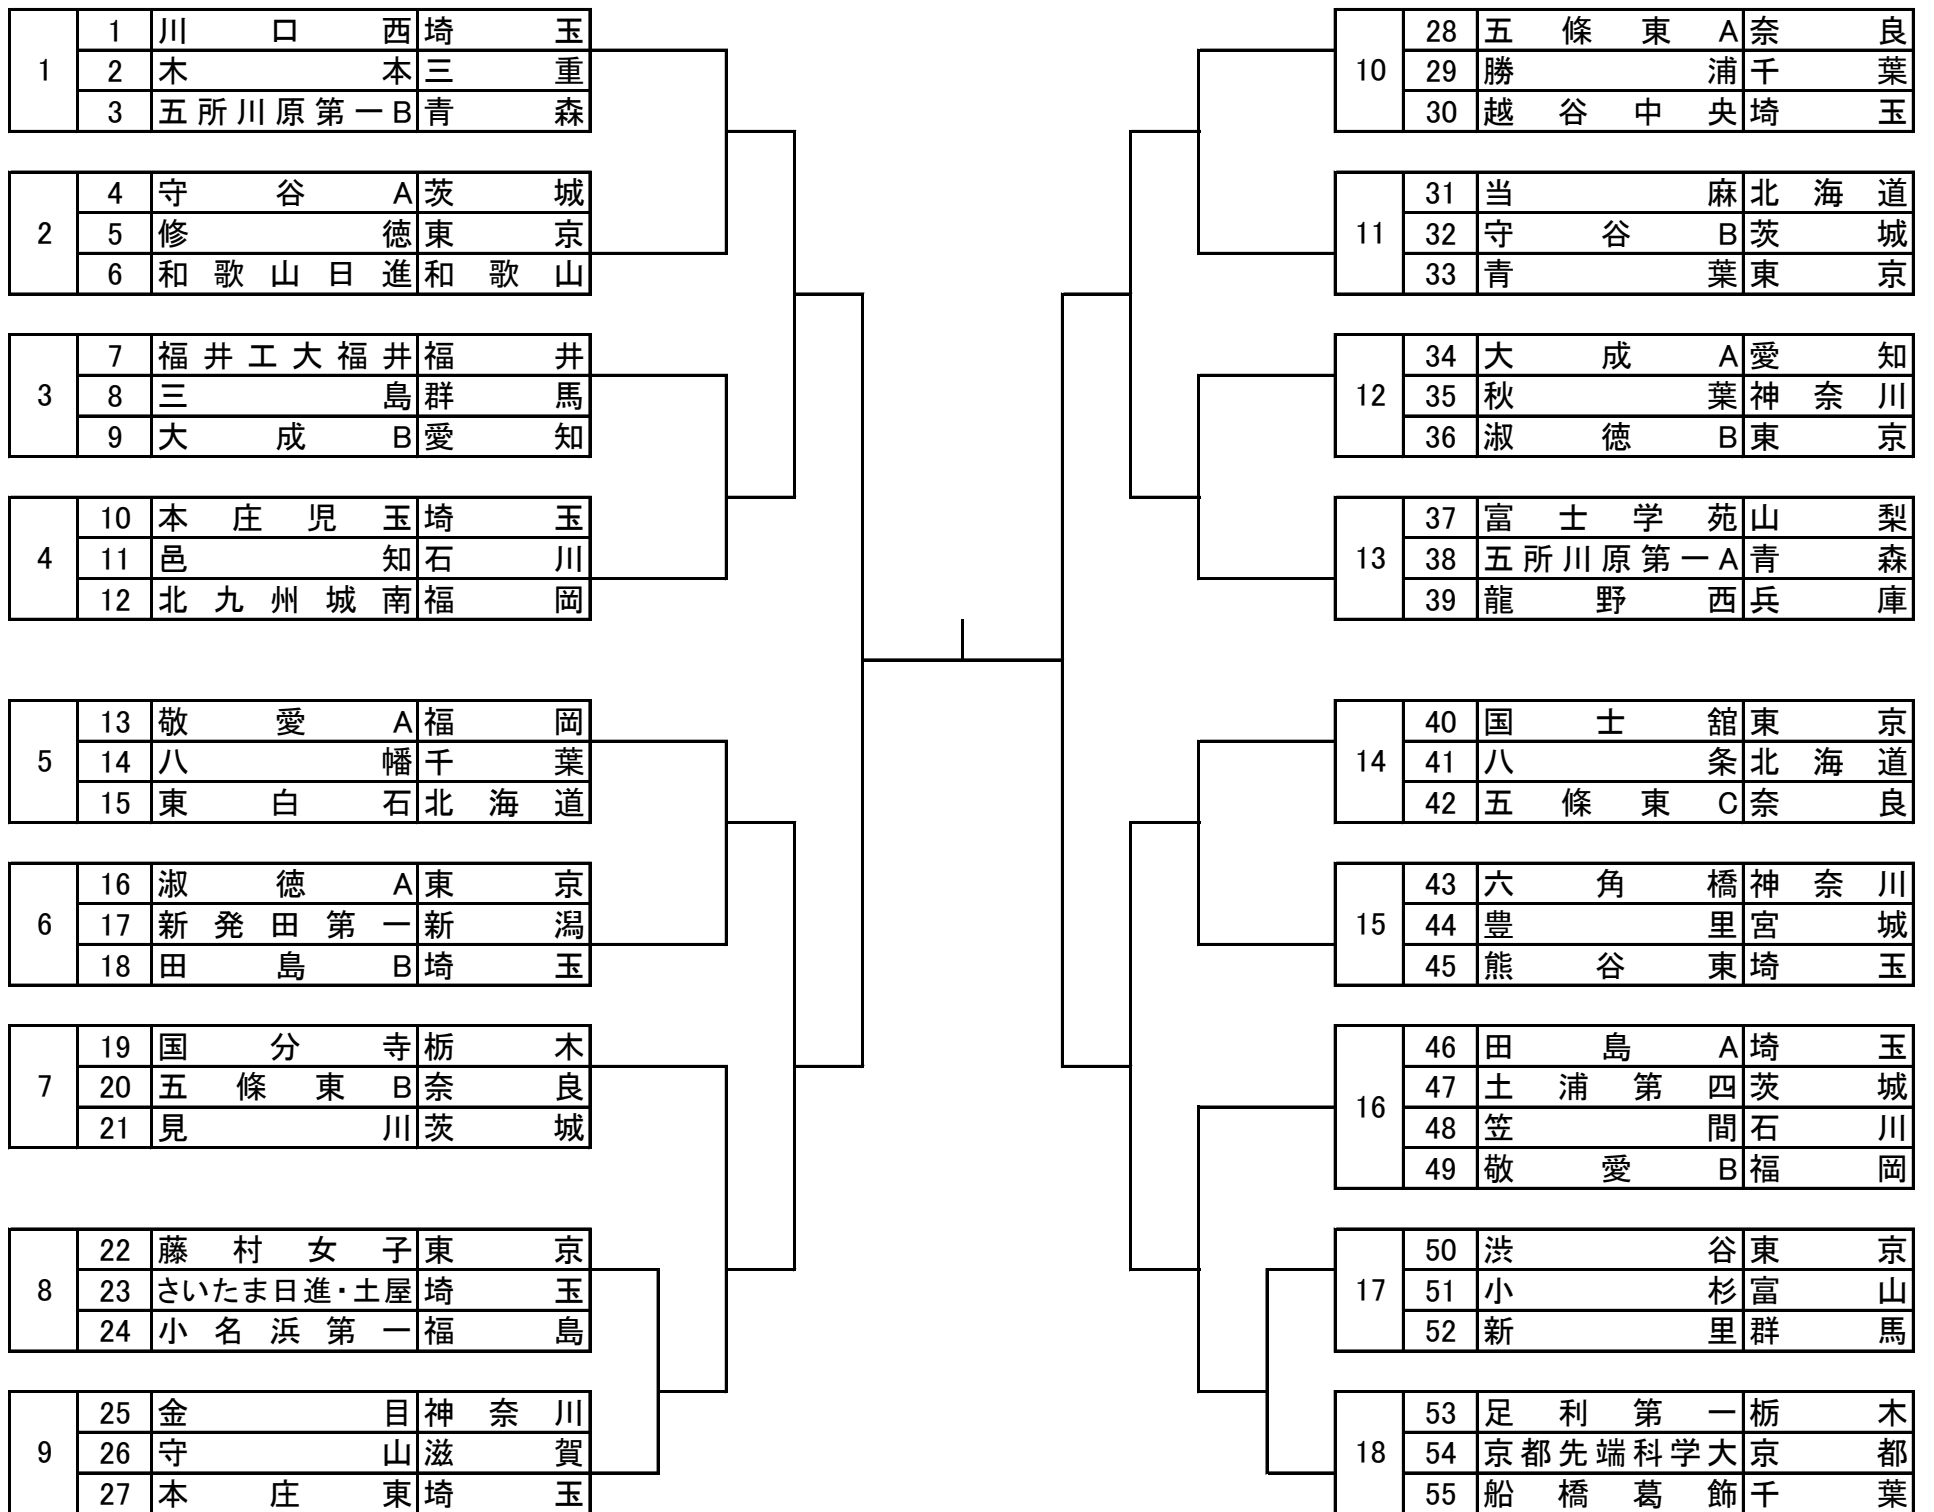 1
1 川口西 埼玉
2 木本 三重
3 五所川原第一B 青森
2
4 守谷A 茨城
5 修徳 東京
6 和歌山日進 和歌山
3
7 福井工大福井 福井
8 三島 群馬
9 大成B 愛知
4
10 本庄児玉 埼玉
11 邑知 石川
12 北九州城南 福岡
5
13 敬愛A 福岡
14 八幡 千葉
15 東白石 北海道
6
16 淑徳A 東京
17 新発田第一 新潟
18 田島B 埼玉
7
19 国分寺 栃木
20 五條東B 奈良
21 見川 茨城
8
22 藤村女子 東京
23 さいたま日進・土屋 埼玉
24 小名浜第一 福島
9
25 金目 神奈川
26 守山 滋賀
27 本庄東 埼玉
10
28 五條東A 奈良
29 勝浦 千葉
30 越谷中央 埼玉
11
31 当麻 北海道
32 守谷B 茨城
33 青葉 東京
12
34 大成A 愛知
35 秋葉 神奈川
36 淑徳B 東京
13
37 富士学苑 山梨
38 五所川原第一A 青森
39 龍野西 兵庫
14
40 国士舘 東京
41 八条 北海道
42 五條東C 奈良
15
43 六角橋 神奈川
44 豊里 宮城
45 熊谷東 埼玉
16
46 田島A 埼玉
47 土浦第四 茨城
48 笠間 石川
49 敬愛B 福岡
17
50 渋谷 東京
51 小杉 富山
52 新里 群馬
18
53 足利第一 栃木
54 京都先端科学大 京都
55 船橋葛飾 千葉